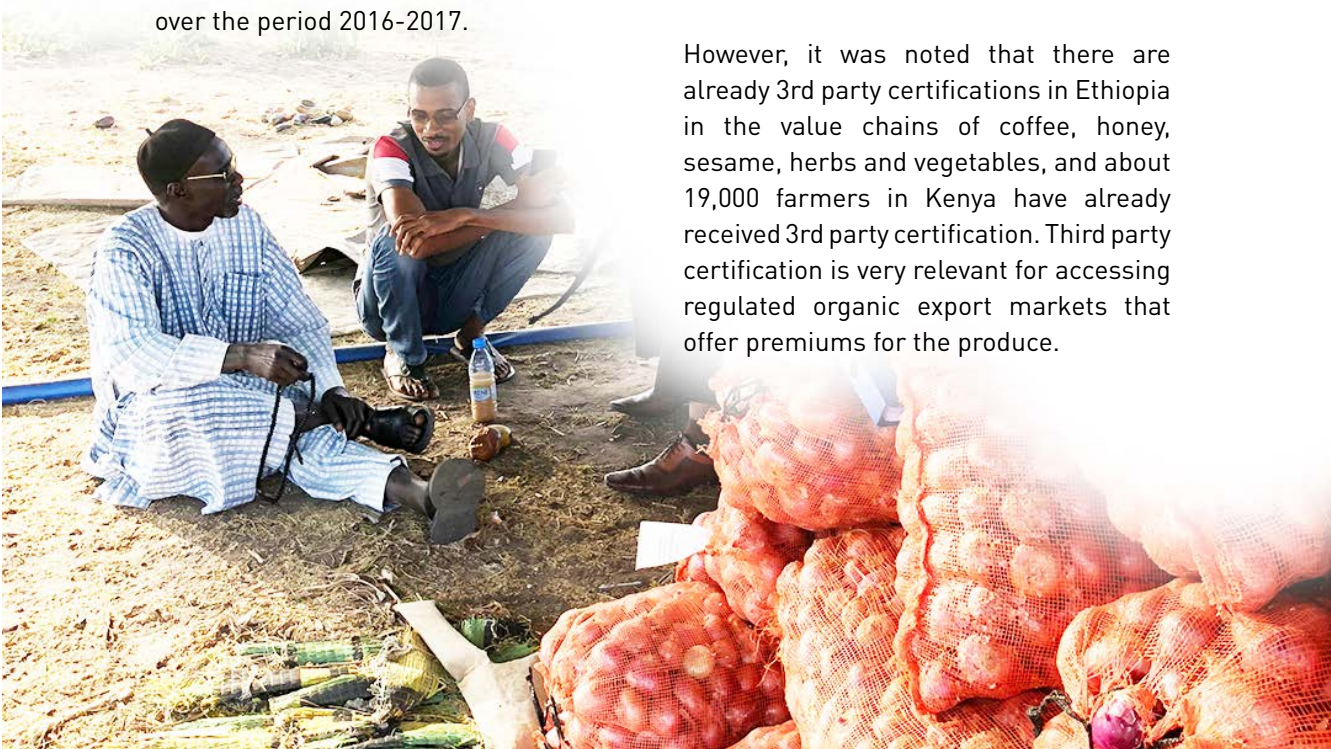 over the period 2016-2017.
However, it was noted that there are
already 3rd party certifications in Ethiopia
in the value chains of coffee, honey,
sesame, herbs and vegetables, and about
19,000 farmers in Kenya have already
received 3rd party certification. Third party
certification is very relevant for accessing
regulated organic export markets that
offer premiums for the produce.